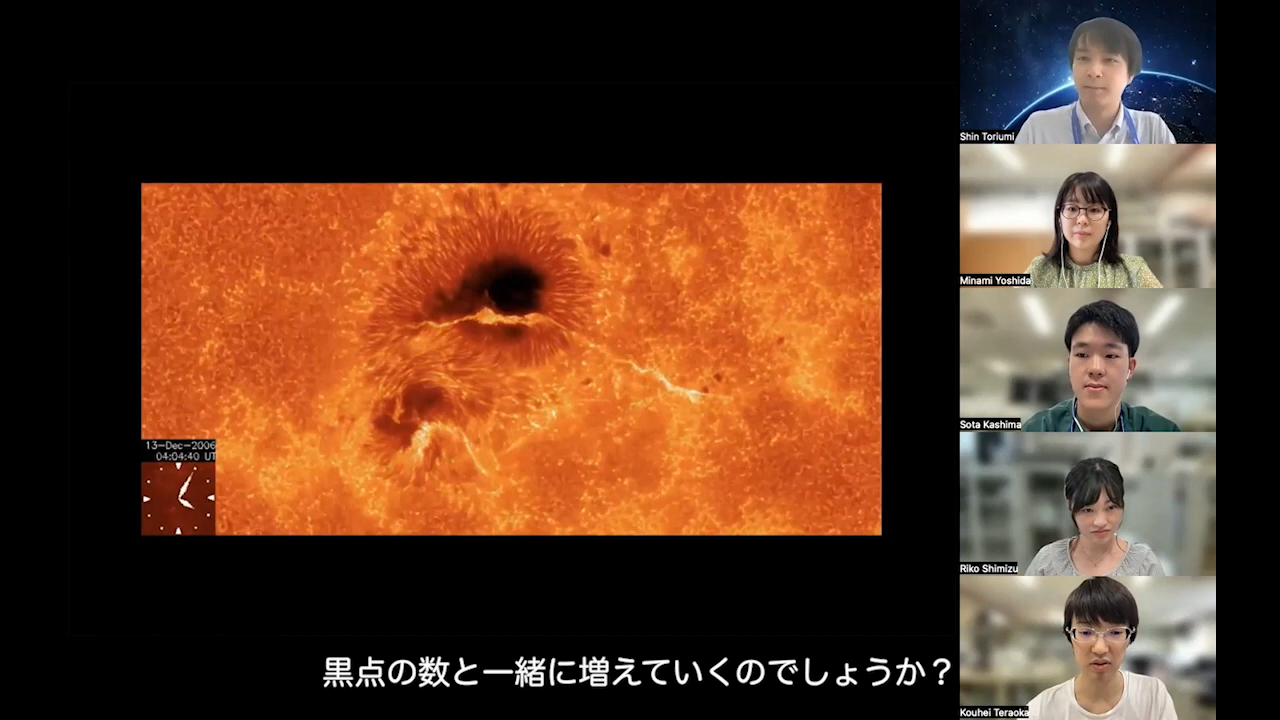 Shin Toriumi
Minami Yoshida
Sota Kashima
13-Dec-2006
04:04:40 UT
Riko Shimizu
黒点の数と一緒に増えていくのでしょうか？
Kouhei Teraoka